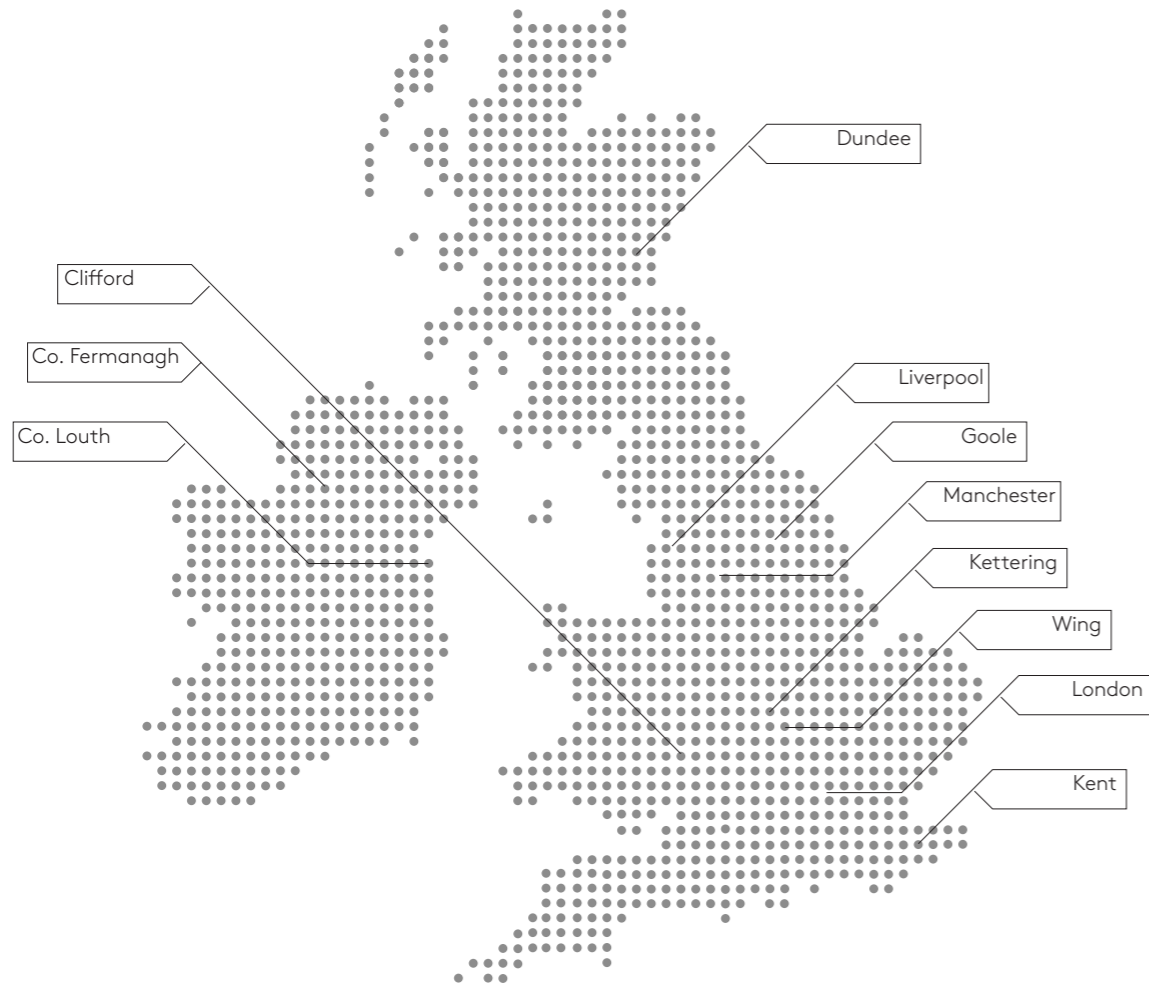 Dundee
Clifford
Co. Fermanagh
Liverpool
Co. Louth
Goole
Manchester
Kettering
Wing
London
Kent